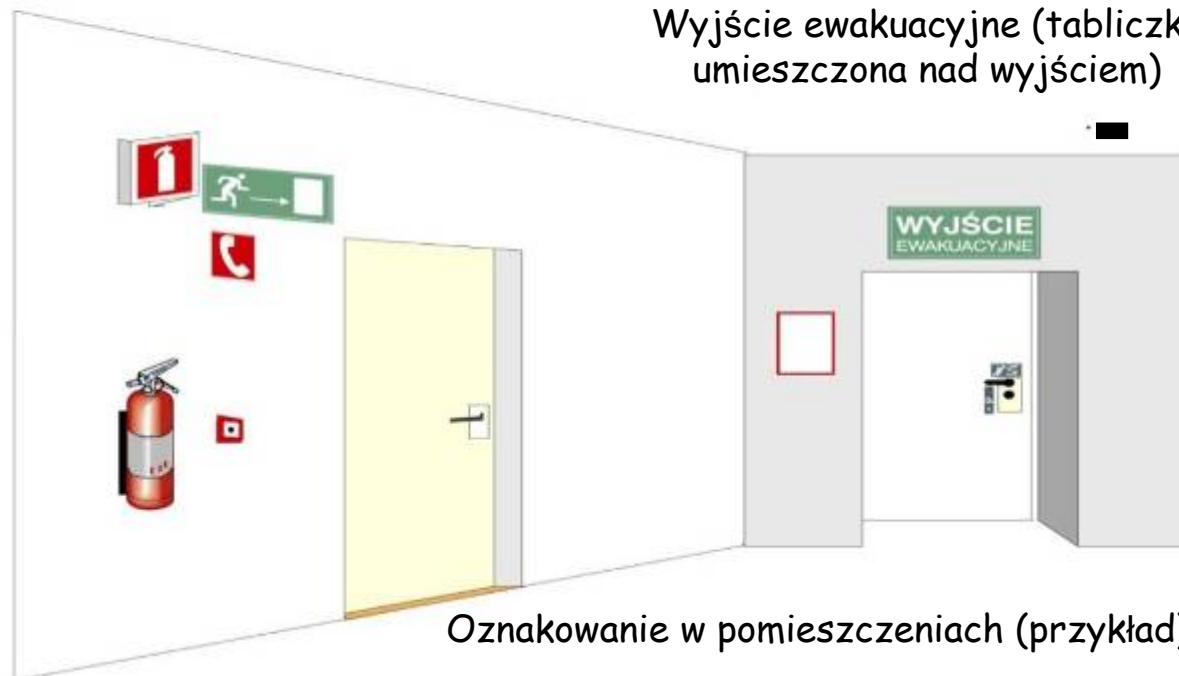 Wyjście ewakuacyjne (tabliczk
umieszczona nad wyjściem)
WYJŚCIE
EWAKUACYJNE
Oznakowanie w pomieszczeniach (przykład)